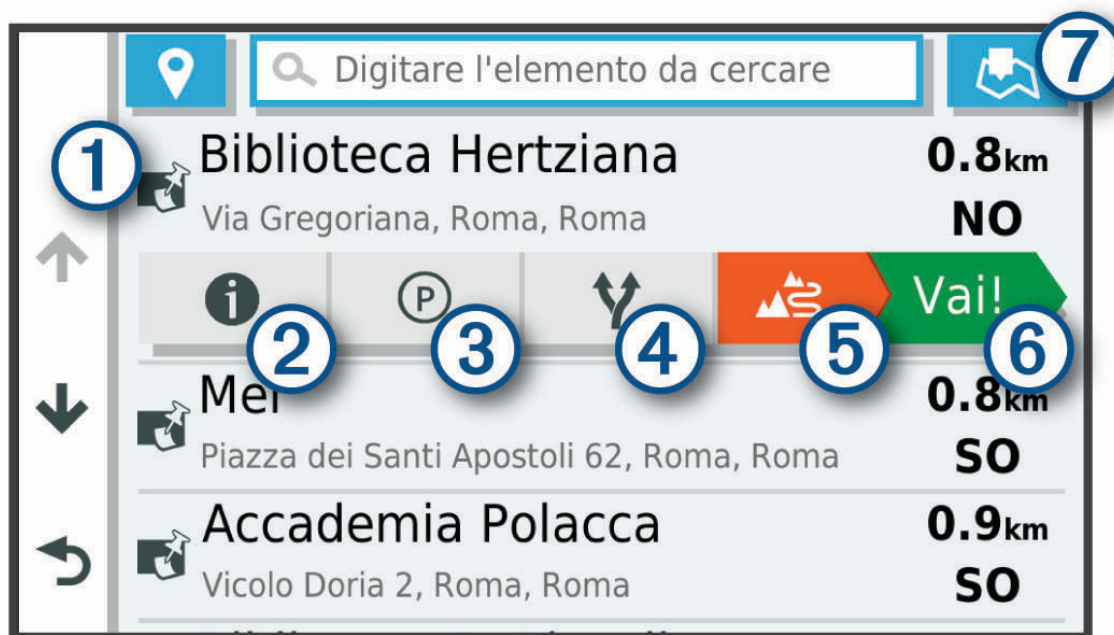 Digitare l'elemento da cercare
7
1
Biblioteca Hertziana
0.8km
Via Gregoriana, Roma, Roma
NO
P
Vai!
2
3
4
5
6
Mei
0.8km
Piazza dei Santi Apostoli 62, Roma, Roma
SO
Accademia Polacca
0.9km
Vicolo Doria 2, Roma, Roma
SO